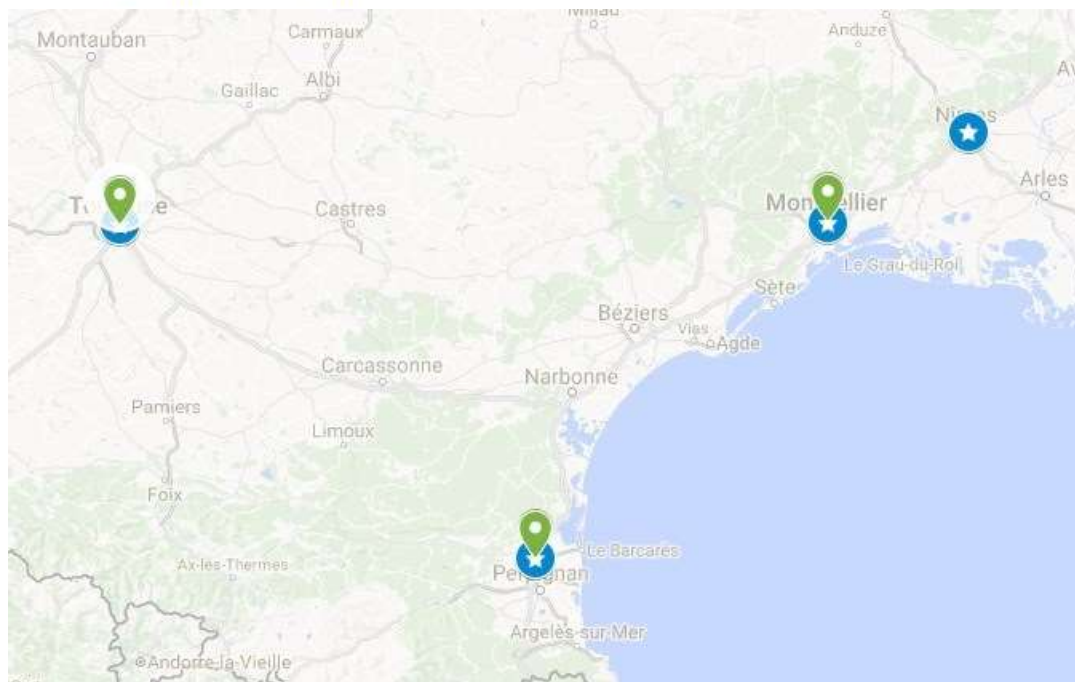 Montauban
Carmaux
Millau
Anduze
Gaillac
Albi
Castres
Arles
Le Grau-du-Roi
Sète
Béziers
Vias
Agde
Carcassonne
Narbonne
Pamiers
Limoux
Foix
Le Barcarès
Ax-les-Thermes
Argelès-sur-Mer
Andorre-la-Vieille